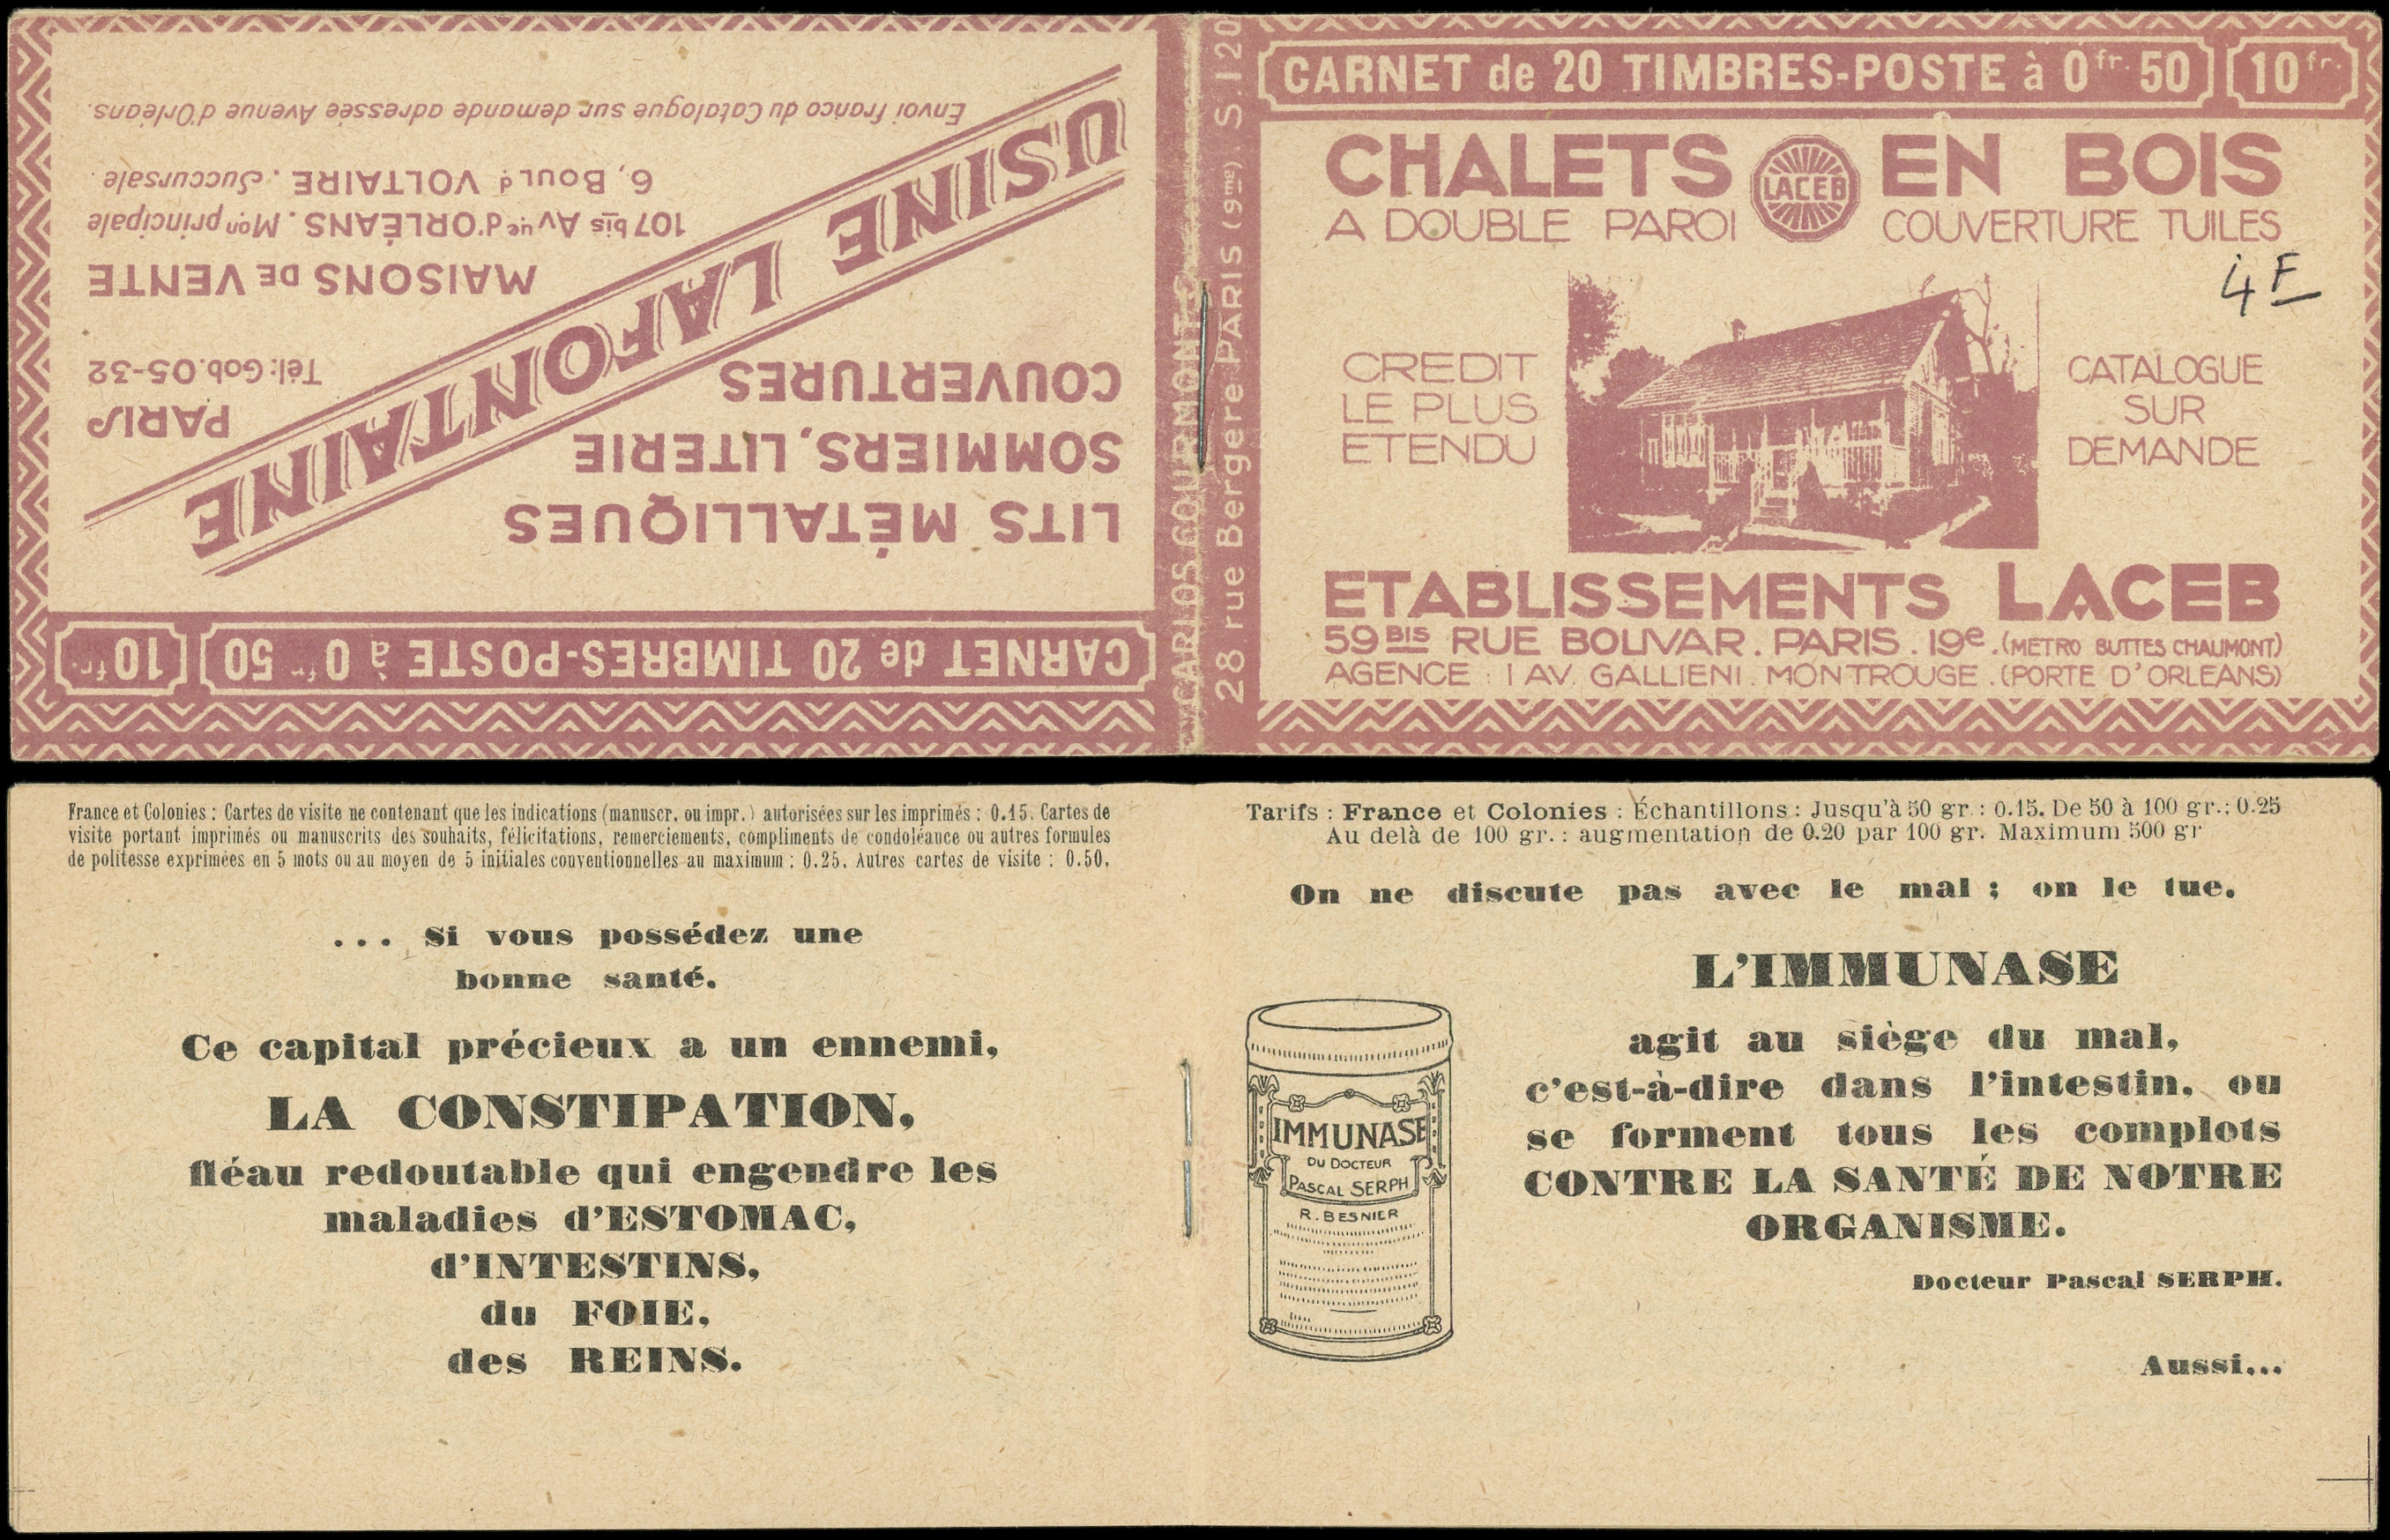 CARNET de 20 TIMBRES-POSTE à 0fr. 50 10fr.
CHALETS LACEB EN BOIS
A DOUBLE PAROI COUVERTURE TUILES
4F
CREDIT
LE PLUS
ETENDU
CATALOGUE
SUR
DEMANDE
ETABLISSEMENTS LACEB
59 BIS RUE BOLIVAR. PARIS. 19e. (METRO BUTTES CHAUMONT)
AGENCE : 1 AV. GALLIENI. MONTROUGE. (PORTE D'ORLEANS)
CARLOS GOURMONT
28 rue Bergère PARIS (9me). S.120
CARNET de 20 TIMBRES-POSTE à 0fr. 50 10fr.
LITS MÉTALLIQUES
SOMMIERS, LITERIE
COUVERTURES
USINE LAFONTAINE
PARIS
Tél: Gob. 05-32
MAISONS DE VENTE
107 bis Avue d'ORLÉANS. Mon principale
6, Boul.d VOLTAIRE. Succursale.
Envoi franco du Catalogue sur demande adressée Avenue d'Orléans.
France et Colonies : Cartes de visite ne contenant que les indications (manuscr. ou impr.) autorisées sur les imprimés : 0.15. Cartes de
visite portant imprimés ou manuscrits des souhaits, félicitations, remerciements, compliments de condoléance ou autres formules
de politesse exprimées en 5 mots ou au moyen de 5 initiales conventionnelles au maximum : 0.25. Autres cartes de visite : 0.50.
... Si vous possédez une
bonne santé.
Ce capital précieux a un ennemi,
LA CONSTIPATION,
fléau redoutable qui engendre les
maladies d'ESTOMAC,
d'INTESTINS,
du FOIE,
des REINS.
Tarifs : France et Colonies : Échantillons : Jusqu'à 50 gr. : 0.15. De 50 à 100 gr.; 0.25
Au delà de 100 gr. : augmentation de 0.20 par 100 gr. Maximum 500 gr
On ne discute pas avec le mal ; on le tue.
L'IMMUNASE
agit au siège du mal,
c'est-à-dire dans l'intestin, ou
se forment tous les complots
CONTRE LA SANTÉ DE NOTRE
ORGANISME.
Docteur Pascal SERPH.
Aussi...
IMMUNASE
DU DOCTEUR
PASCAL SERPH
R. BESNIER